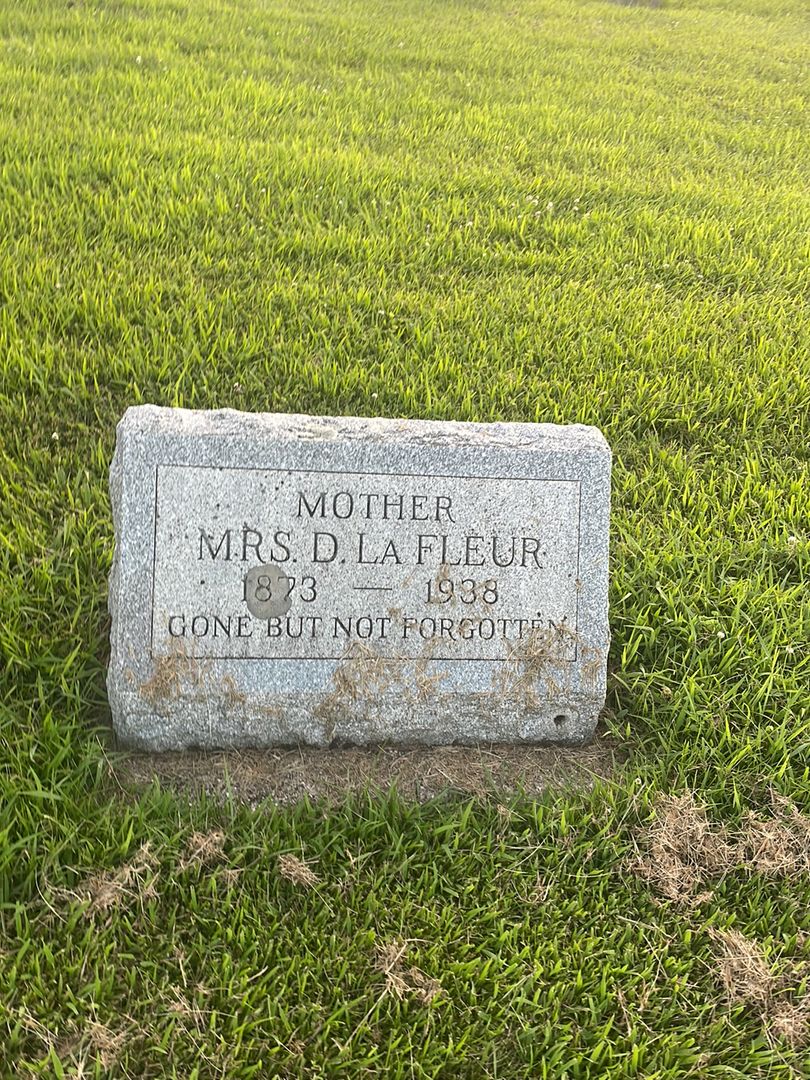 MOTHER
MRS. D. LA FLEUR
1873 — 1938
GONE BUT NOT FORGOTTEN